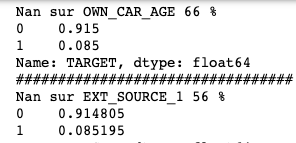 Nan sur OWN_CAR_AGE 66 %
0    0.915
1    0.085
Name: TARGET, dtype: float64
##################################
Nan sur EXT_SOURCE_1 56 %
0    0.914805
1    0.085195